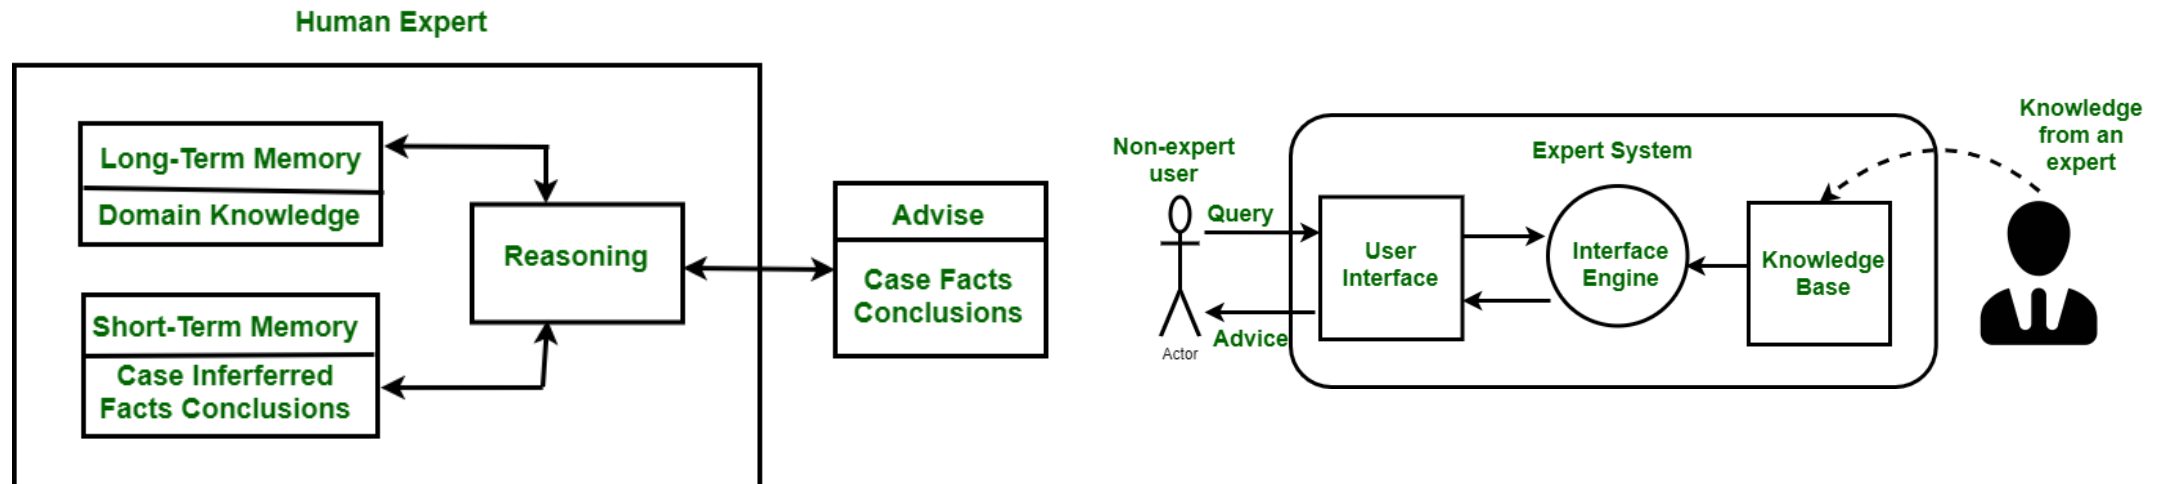 Human Expert
Long-Term Memory
Domain Knowledge
Short-Term Memory
Case Inferferred
Facts Conclusions
Reasoning
Advise
Case Facts
Conclusions
Non-expert
user
Query
Advice
Actor
Expert System
User
Interface
Interface
Engine
Knowledge
Base
Knowledge
from an
expert